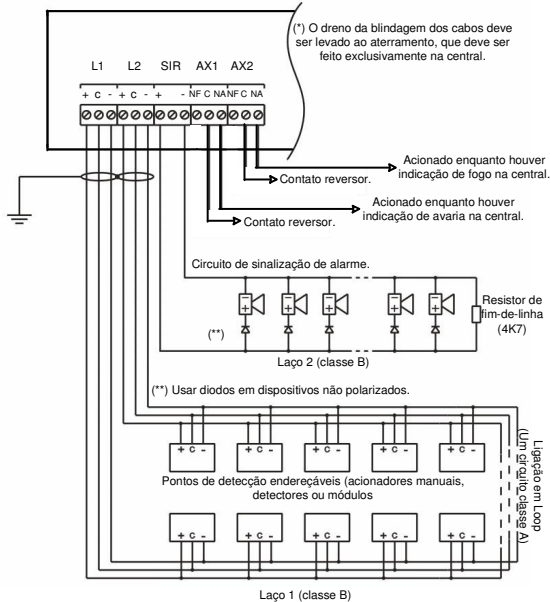 (*) O dreno da blindagem dos cabos deve
ser levado ao aterramento, que deve ser
feito exclusivamente na central.
L1 L2 SIR AX1 AX2
+ c - + c - + - NF C NA NF C NA
Acionado enquanto houver
indicação de fogo na central.
Contato reversor.
Acionado enquanto houver
indicação de avaria na central.
Contato reversor.
Circuito de sinalização de alarme.
+ - + - + - + - + -
Resistor de
fim-de-linha
(4K7)
(**)
Laço 2 (classe B)
(**) Usar diodos em dispositivos não polarizados.
+ c - + c - + c - + c - + c -
Pontos de detecção endereçáveis (acionadores manuais,
detectores ou módulos
Ligação em Loop
(Um circuito classe A)
+ c - + c - + c - + c - + c -
Laço 1 (classe B)